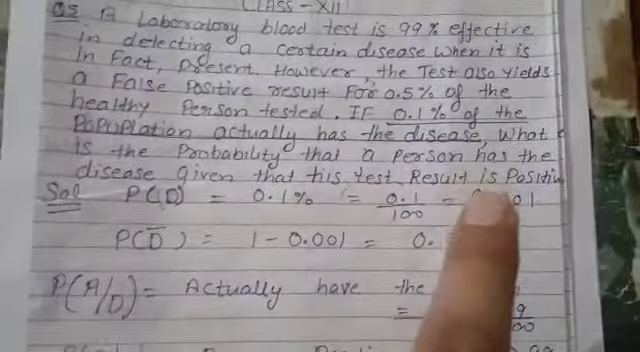 CLASS-XII
Q5. A Laboratory blood test is 99% effective
in detecting a certain disease when it is
In Fact, present. However, the Test also yields
a False Positive result For 0.5% of the
healthy Person tested. IF 0.1% of the
Population actually has the disease, What
is the Probability that a person has the
disease given that his test Result is Positive
Sol P(D) = 0.1% = 0.1/100 =
P(D̅) = 1-0.001 = 0.
P(A/D) = Actually have the
=